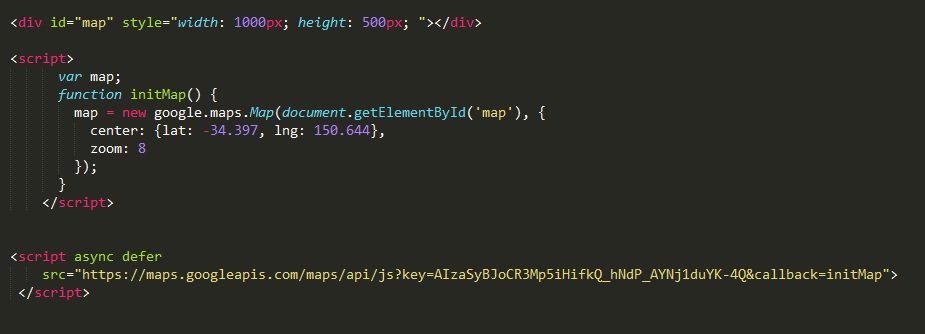 <div id="map" style="width: 1000px; height: 500px; "></div>
<script>
var map;
function initMap() {
map = new google.maps.Map(document.getElementById('map'), {
center: {lat: -34.397, lng: 150.644},
zoom: 8
});
}
</script>
<script async defer
src="https://maps.googleapis.com/maps/api/js?key=AIzaSyBJoCR3Mp5iHifkQ_hNdP_AYNj1duYK-4Q&callback=initMap">
</script>